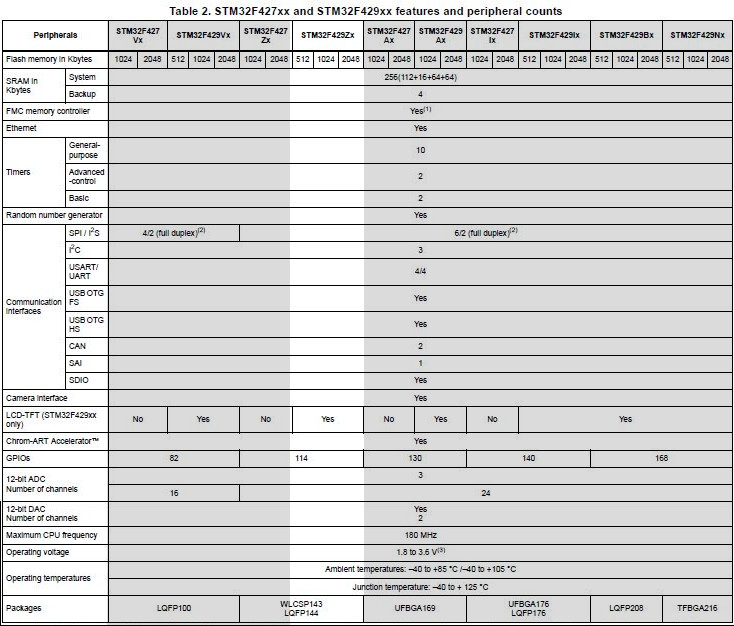 Table 2. STM32F427xx and STM32F429xx features and peripheral counts
Peripherals STM32F427 Vx STM32F429Vx STM32F427 Zx STM32F429Zx STM32F427 Ax STM32F429 Ax STM32F427 Ix STM32F429Ix STM32F429Bx STM32F429Nx
Flash memory in Kbytes 1024 2048 512 1024 2048 1024 2048 512 1024 2048 1024 2048 1024 2048 1024 2048 512 1024 2048 512 1024 2048 512 1024 2048
SRAM in Kbytes System 256(112+16+64+64)
Backup 4
FMC memory controller Yes(1)
Ethernet Yes
Timers General-purpose 10
Advanced-control 2
Basic 2
Random number generator Yes
Communication interfaces SPI / I2S 4/2 (full duplex)(2) 6/2 (full duplex)(2)
I2C 3
USART/UART 4/4
USB OTG FS Yes
USB OTG HS Yes
CAN 2
SAI 1
SDIO Yes
Camera interface Yes
LCD-TFT (STM32F429xx only) No Yes No Yes No Yes No Yes
Chrom-ART Accelerator™ Yes
GPIOs 82 114 130 140 168
12-bit ADC 3
Number of channels 16 24
12-bit DAC Yes
Number of channels 2
Maximum CPU frequency 180 MHz
Operating voltage 1.8 to 3.6 V(3)
Operating temperatures Ambient temperatures: –40 to +85 °C /–40 to +105 °C
Junction temperature: –40 to + 125 °C
Packages LQFP100 WLCSP143 LQFP144 UFBGA169 UFBGA176 LQFP176 LQFP208 TFBGA216